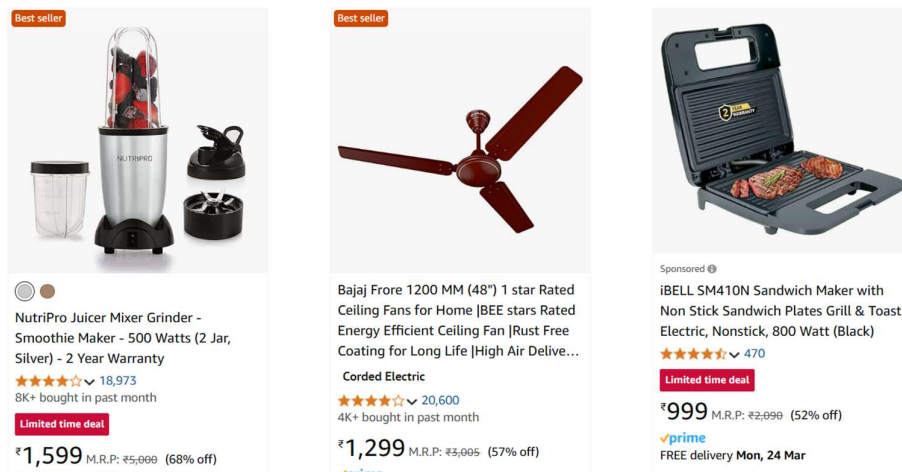 Best seller
NUTRIPRO
NutriPro Juicer Mixer Grinder -
Smoothie Maker - 500 Watts (2 Jar,
Silver) - 2 Year Warranty
18,973
8K+ bought in past month
Limited time deal
₹1,599 M.R.P: ₹5,000 (68% off)
Best seller
Bajaj Frore 1200 MM (48") 1 star Rated
Ceiling Fans for Home |BEE stars Rated
Energy Efficient Ceiling Fan |Rust Free
Coating for Long Life |High Air Delive...
Corded Electric
20,600
4K+ bought in past month
₹1,299 M.R.P: ₹3,005 (57% off)
2 YEAR
WARRANTY
Sponsored
iBELL SM410N Sandwich Maker with
Non Stick Sandwich Plates Grill & Toast
Electric, Nonstick, 800 Watt (Black)
470
Limited time deal
₹999 M.R.P: ₹2,090 (52% off)
prime
FREE delivery Mon, 24 Mar